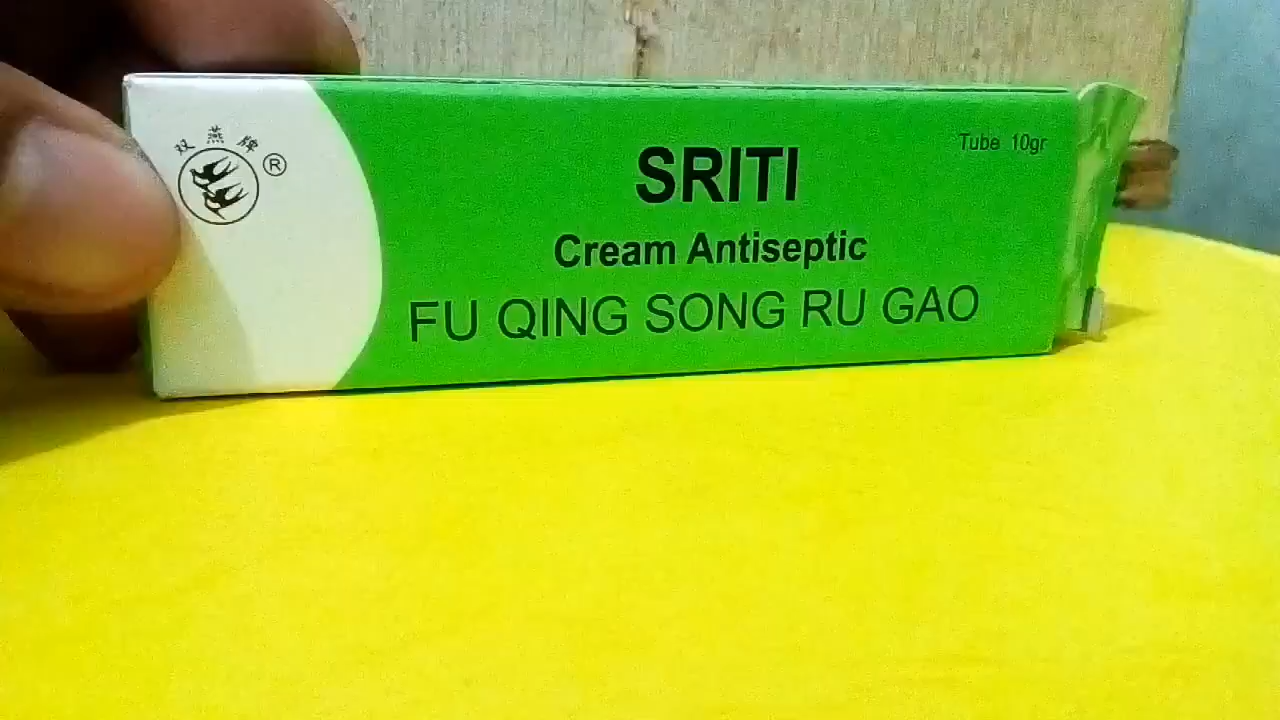 双燕牌
®
Tube 10gr
SRITI
Cream Antiseptic
FU QING SONG RU GAO